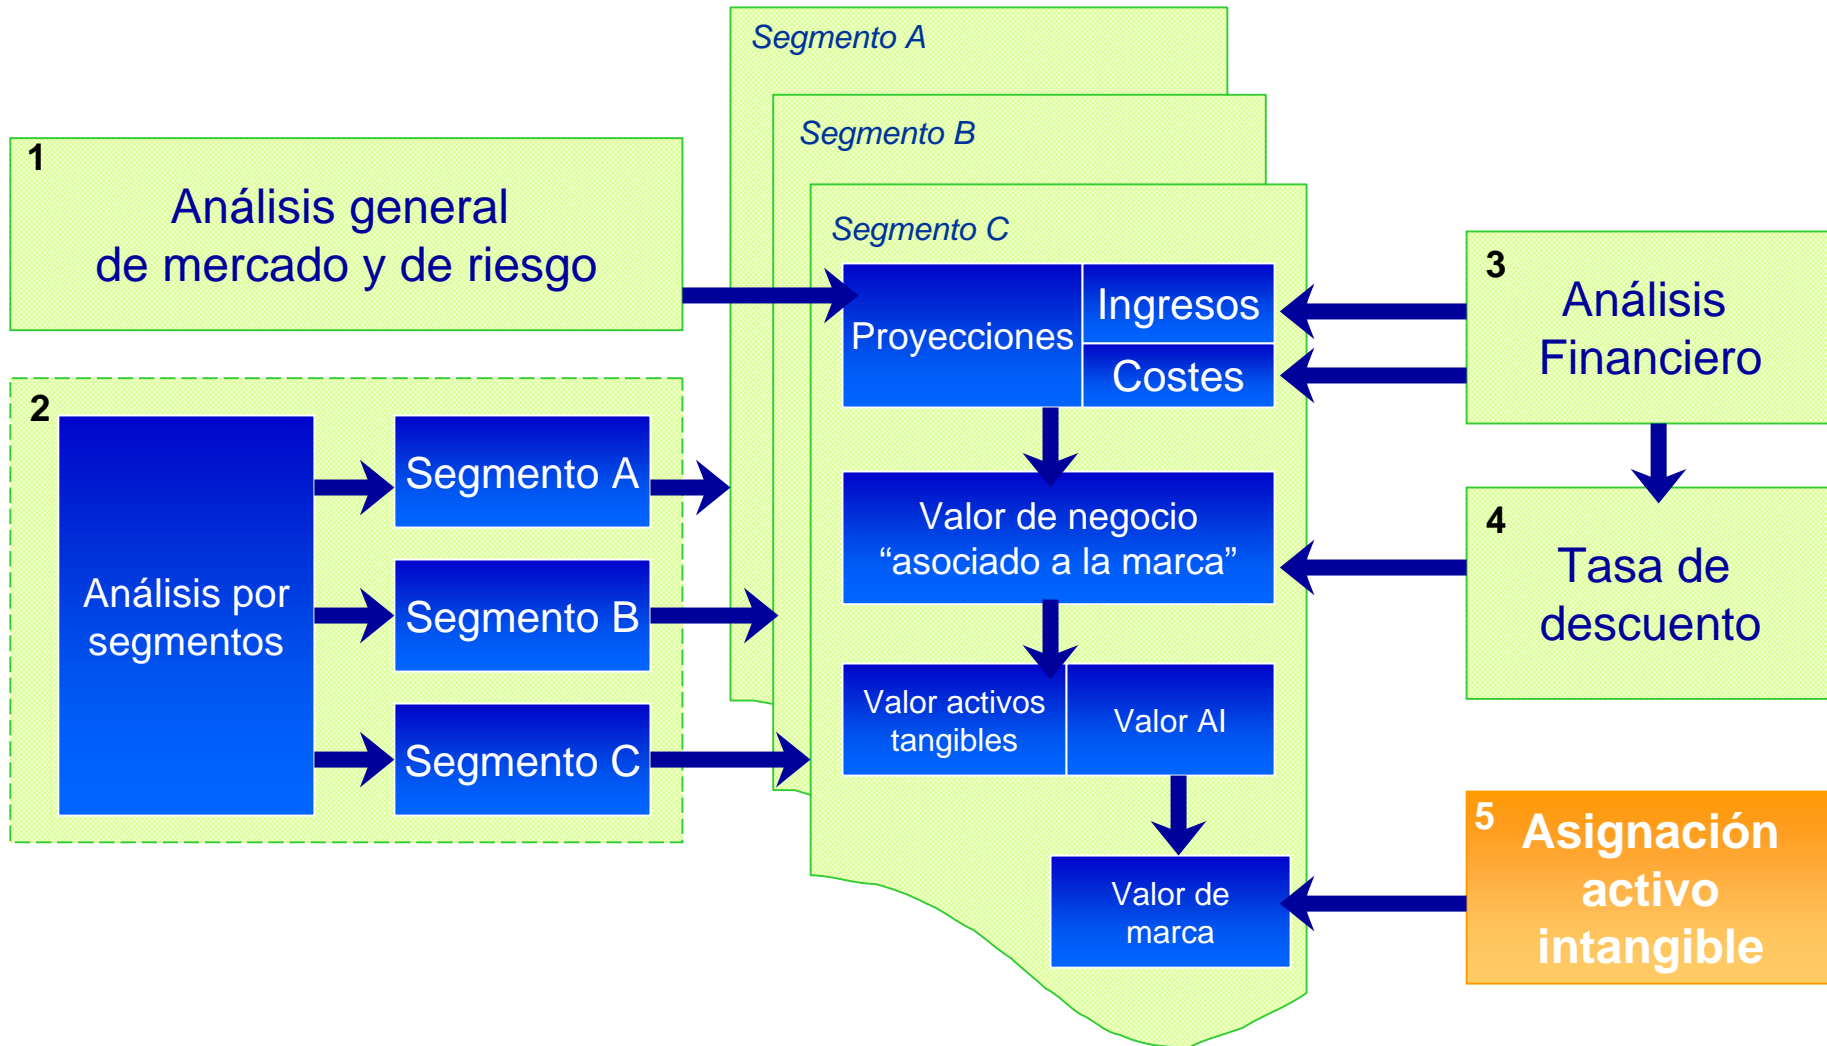 1
Análisis general
de mercado y de riesgo
2
Análisis por
segmentos
Segmento A
Segmento B
Segmento C
Segmento A
Segmento B
Segmento C
Proyecciones
Ingresos
Costes
Valor de negocio
“asociado a la marca”
Valor activos
tangibles
Valor AI
Valor de
marca
3
Análisis
Financiero
4
Tasa de
descuento
5
Asignación
activo
intangible